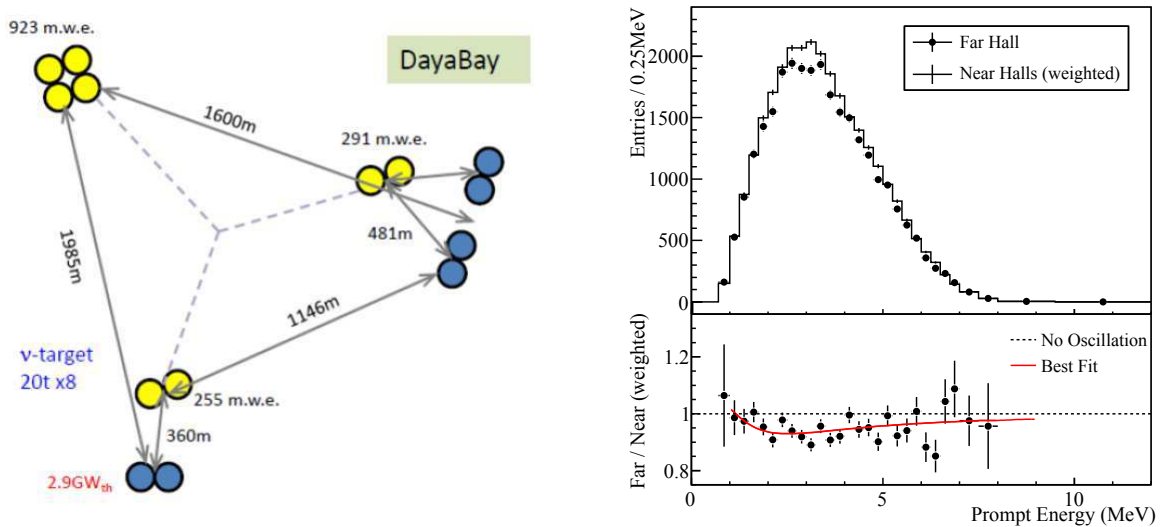 923 m.w.e.
DayaBay
1600m
291 m.w.e.
481m
1985m
1146m
ν-target
20t x8
255 m.w.e.
360m
2.9GWth
Entries / 0.25MeV
2000
1500
1000
500
0
Far Hall
Near Halls (weighted)
Far / Near (weighted)
1.2
1
0.8
No Oscillation
Best Fit
0
5
10
Prompt Energy (MeV)